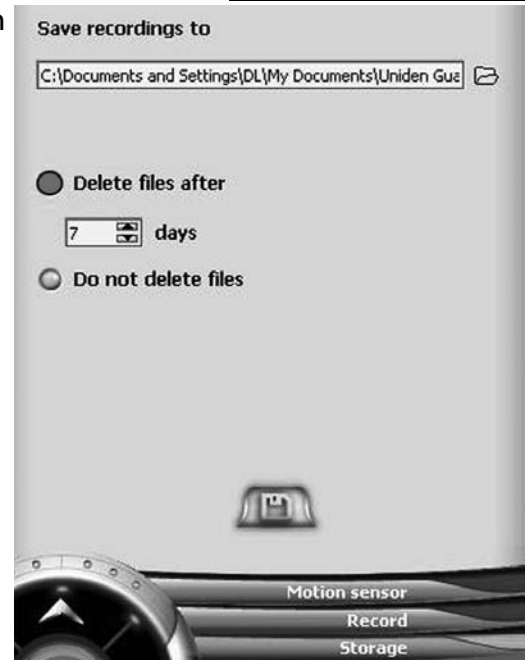 n
Save recordings to
C:\Documents and Settings\DL\My Documents\Uniden Gua
Delete files after
7 days
Do not delete files
Motion sensor
Record
Storage